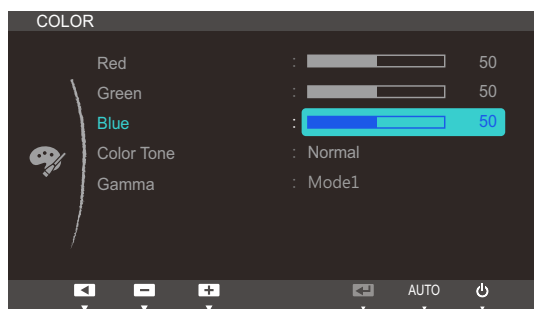 COLOR
Red : 50
Green : 50
Blue : 50
Color Tone : Normal
Gamma : Mode1
AUTO